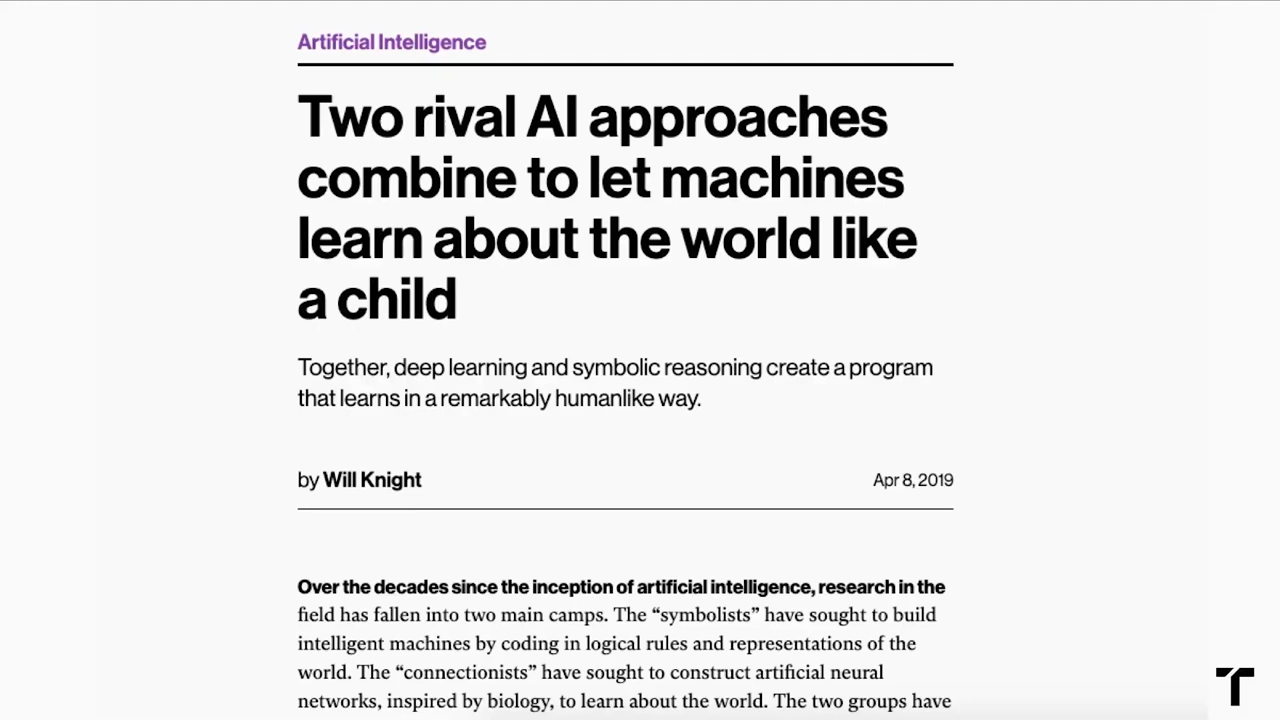 Artificial Intelligence
Two rival AI approaches
combine to let machines
learn about the world like
a child
Together, deep learning and symbolic reasoning create a program
that learns in a remarkably humanlike way.
by Will Knight
Apr 8, 2019
Over the decades since the inception of artificial intelligence, research in the
field has fallen into two main camps. The “symbolists” have sought to build
intelligent machines by coding in logical rules and representations of the
world. The “connectionists” have sought to construct artificial neural
networks, inspired by biology, to learn about the world. The two groups have
T